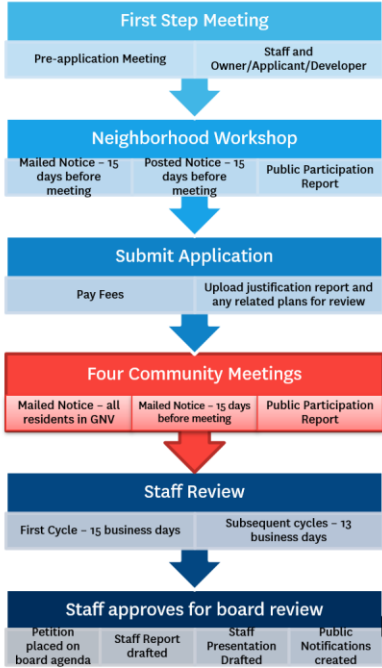 First Step Meeting
Pre-application Meeting
Staff and
Owner/Applicant/Developer
Neighborhood Workshop
Mailed Notice – 15
days before
meeting
Posted Notice – 15
days before
meeting
Public Participation
Report
Submit Application
Pay Fees
Upload justification report and
any related plans for review
Four Community Meetings
Mailed Notice – all
residents in GNV
Mailed Notice – 15 days
before meeting
Public Participation
Report
Staff Review
First Cycle – 15 business days
Subsequent cycles – 13
business days
Staff approves for board review
Petition
placed on
board agenda
Staff Report
drafted
Staff
Presentation
Drafted
Public
Notifications
created